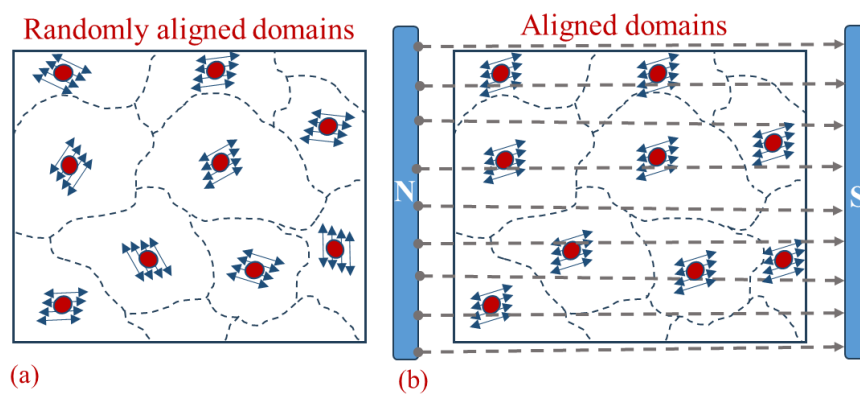 Randomly aligned domains
Aligned domains
N
S
(a)
(b)